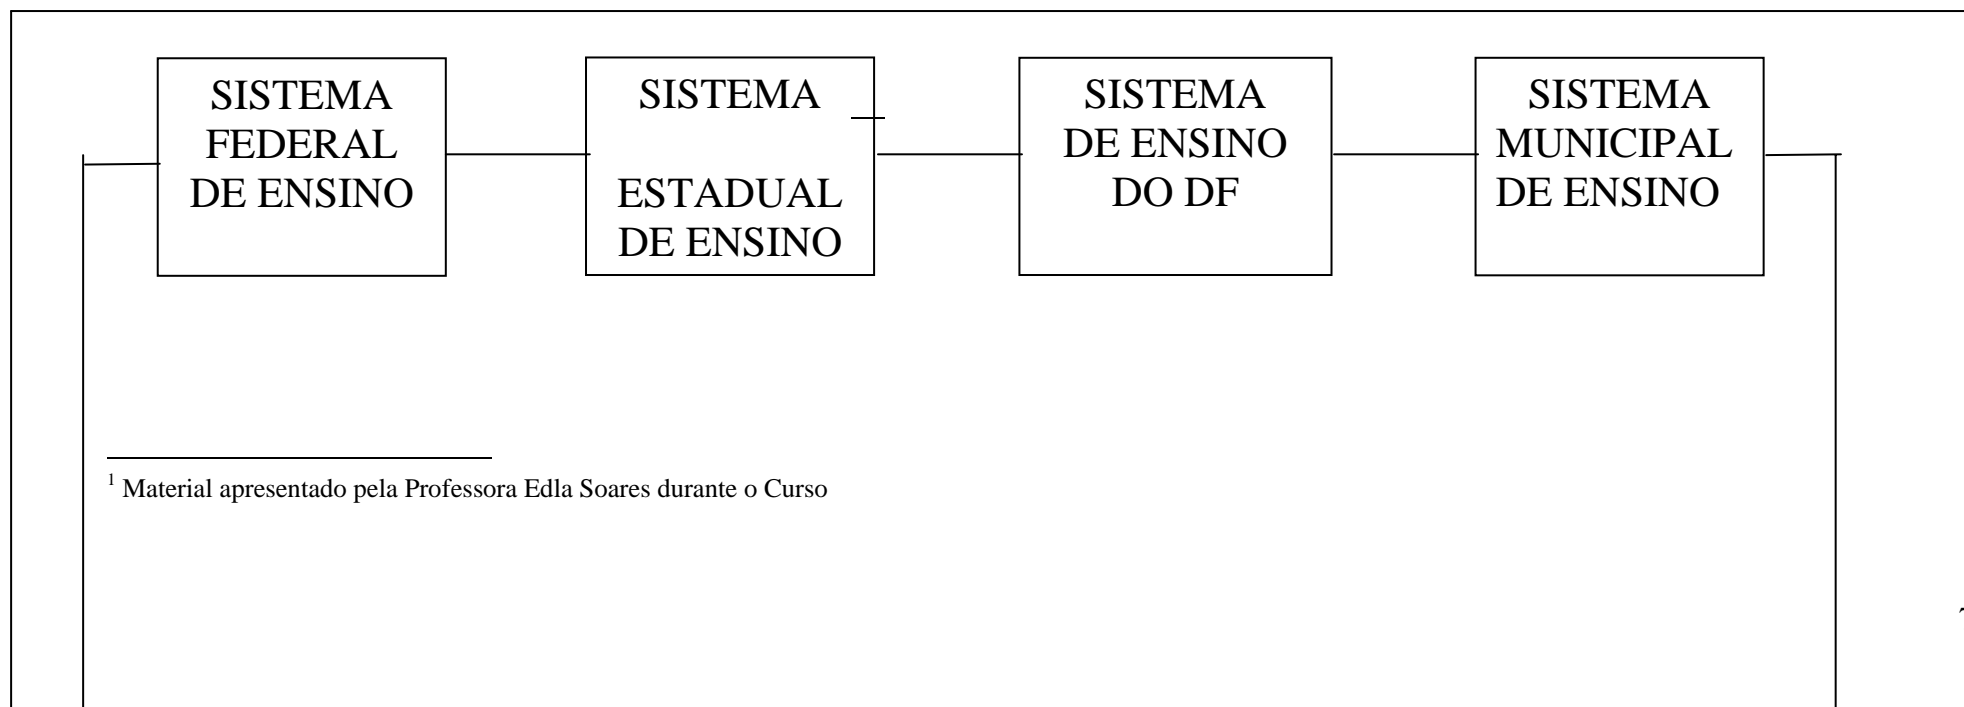 SISTEMA
FEDERAL
DE ENSINO
SISTEMA
ESTADUAL
DE ENSINO
SISTEMA
DE ENSINO
DO DF
SISTEMA
MUNICIPAL
DE ENSINO
1 Material apresentado pela Professora Edla Soares durante o Curso